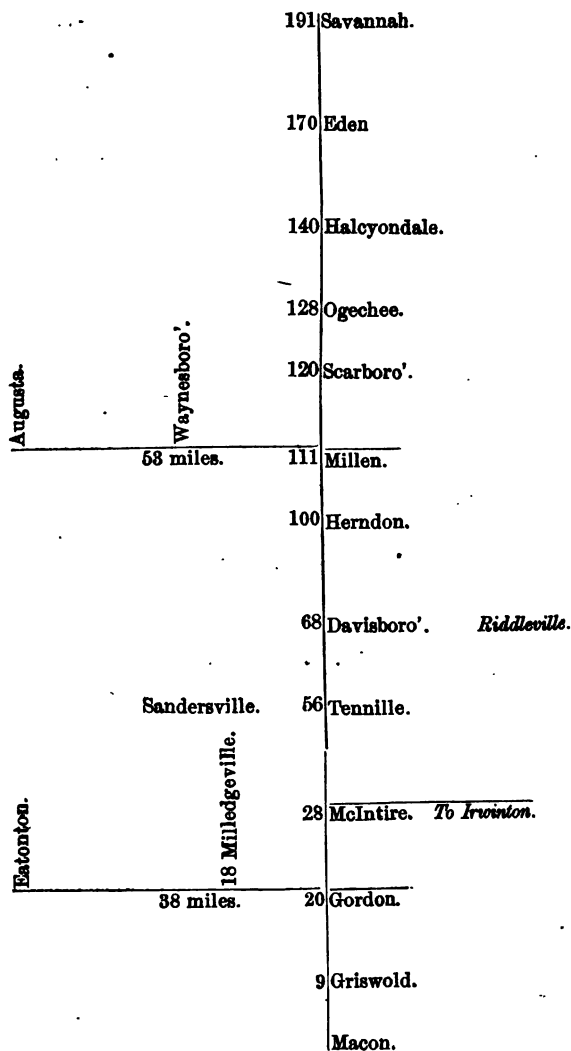 191 Savannah.
170 Eden
140 Halcyondale.
128 Ogechee.
120 Scarboro'.
Augusta.
Waynesboro'.
53 miles.
111 Millen.
100 Herndon.
68 Davisboro'. Riddleville.
Sandersville. 56 Tennille.
Eatonton.
18 Milledgeville.
28 McIntire. To Irwinton.
38 miles.
20 Gordon.
9 Griswold.
Macon.